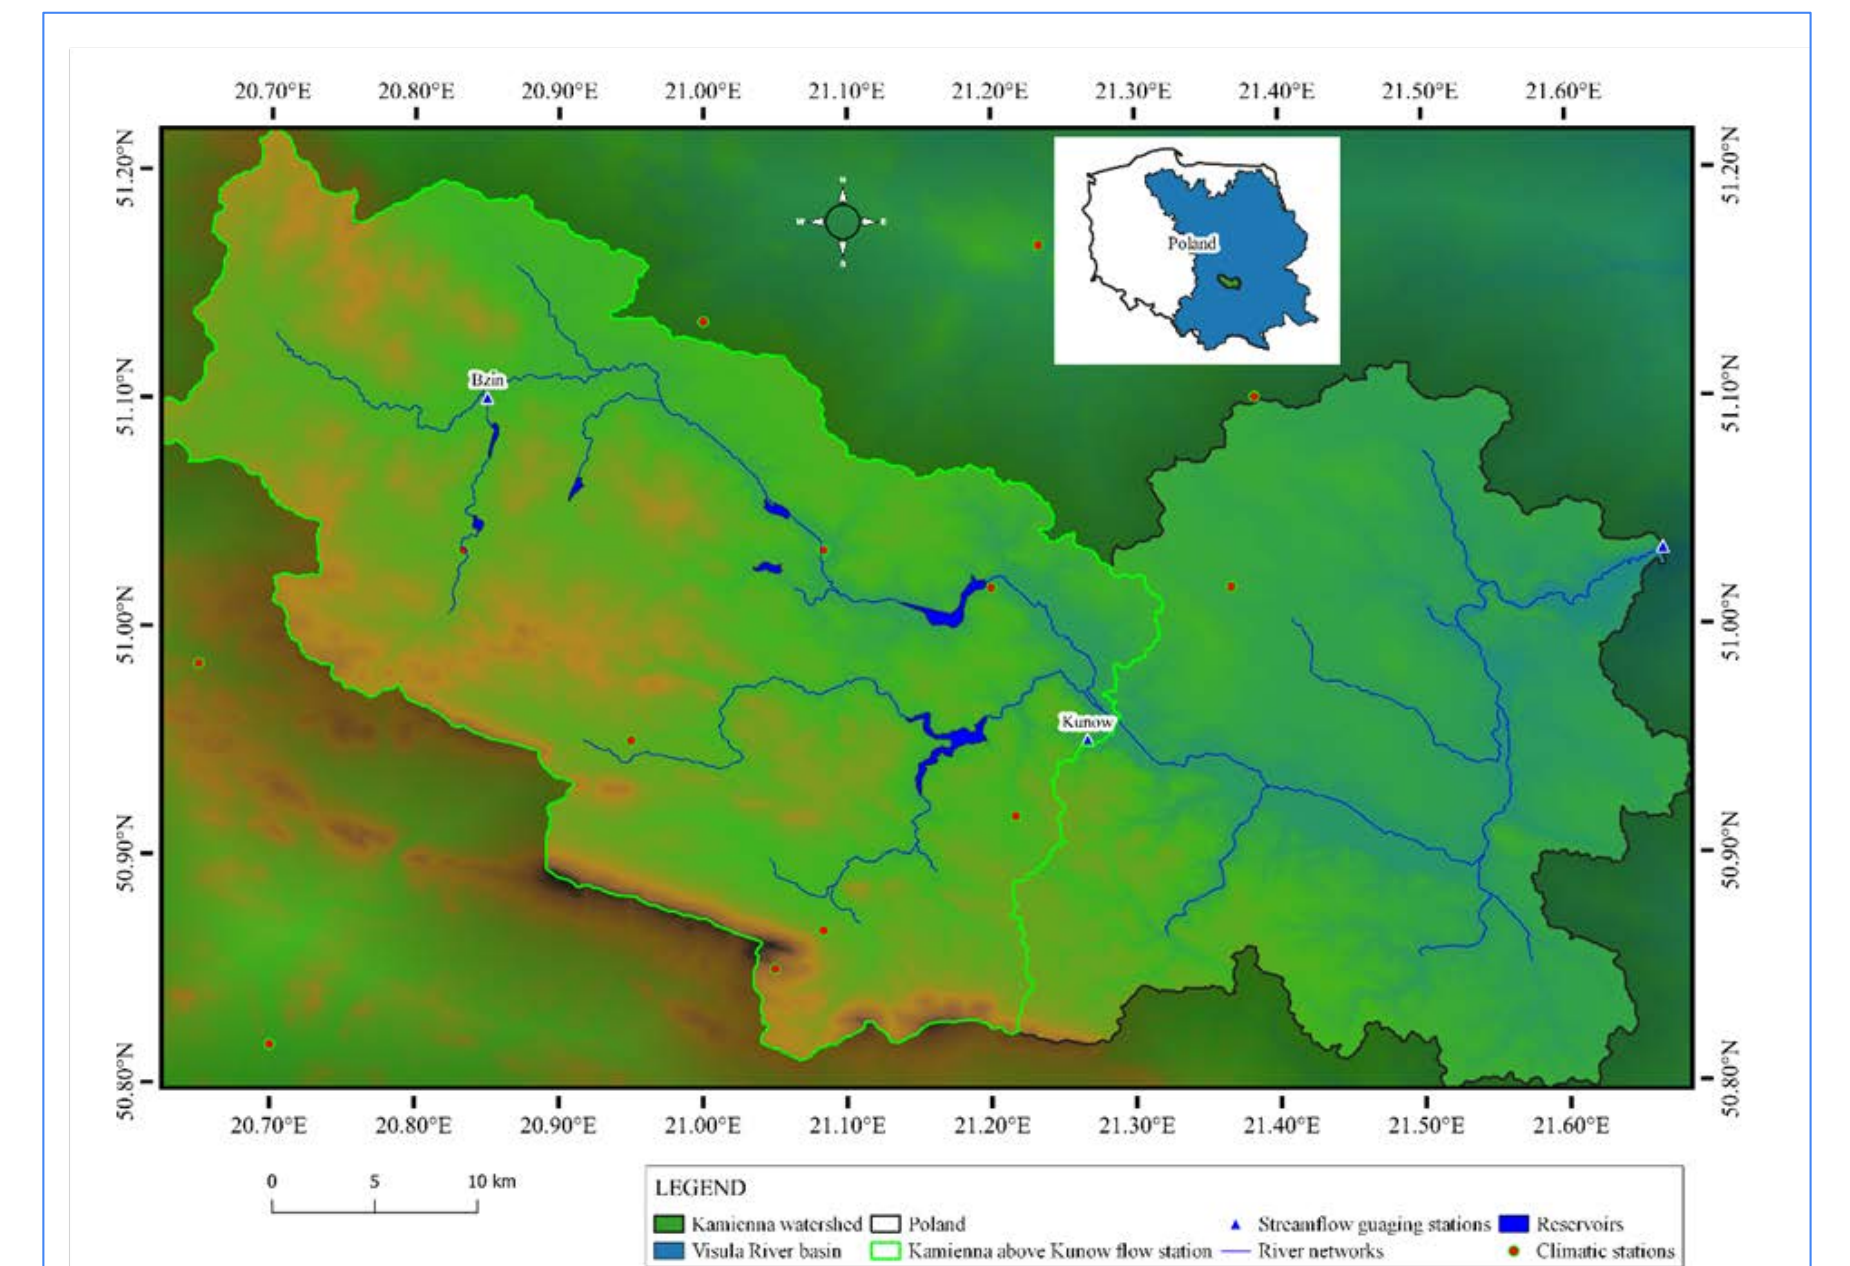 20.70°E 20.80°E 20.90°E 21.00°E 21.10°E 21.20°E 21.30°E 21.40°E 21.50°E 21.60°E
51.20°N
51.10°N
51.00°N
50.90°N
50.80°N
N
W E
S
Poland
Bzin
Kunow
51.20°N
51.10°N
51.00°N
50.90°N
50.80°N
20.70°E 20.80°E 20.90°E 21.00°E 21.10°E 21.20°E 21.30°E 21.40°E 21.50°E 21.60°E
0 5 10 km
LEGEND
Kamienna watershed Poland Streamflow guaging stations Reservoirs
Visula River basin Kamienna above Kunow flow station River networks Climatic stations